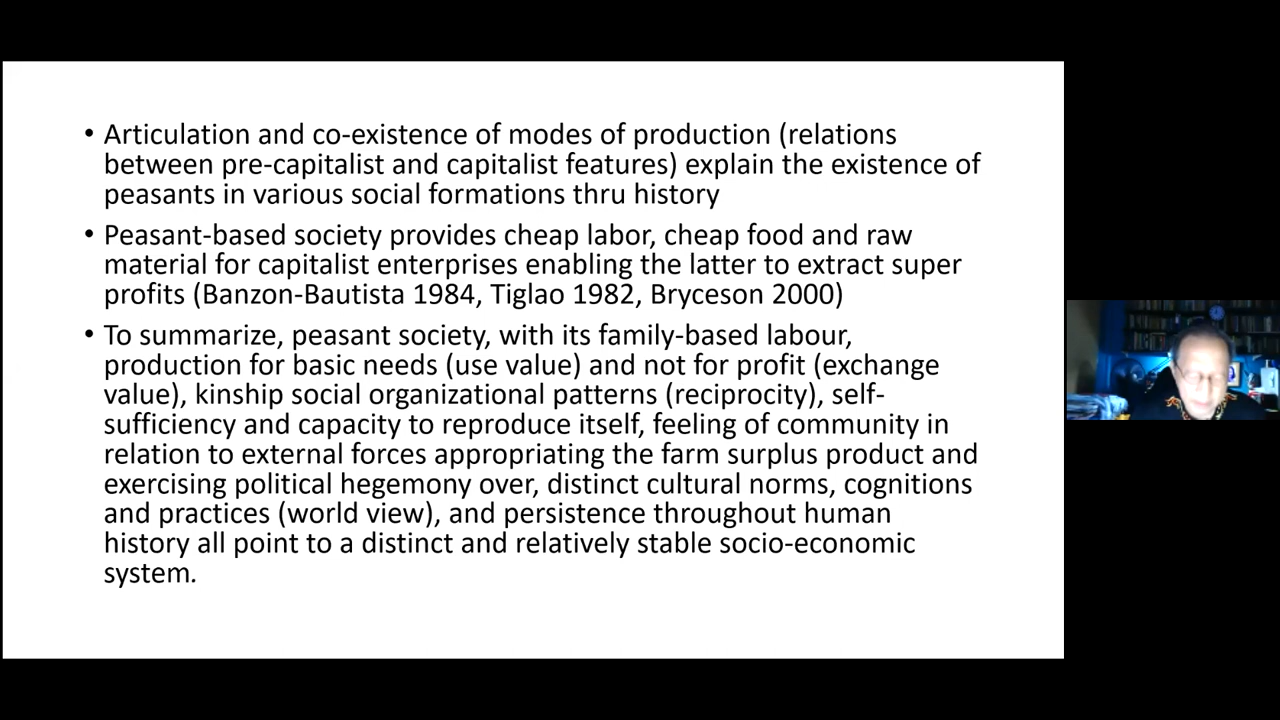 • Articulation and co-existence of modes of production (relations
between pre-capitalist and capitalist features) explain the existence of
peasants in various social formations thru history
• Peasant-based society provides cheap labor, cheap food and raw
material for capitalist enterprises enabling the latter to extract super
profits (Banzon-Bautista 1984, Tiglao 1982, Bryceson 2000)
• To summarize, peasant society, with its family-based labour,
production for basic needs (use value) and not for profit (exchange
value), kinship social organizational patterns (reciprocity), self-
sufficiency and capacity to reproduce itself, feeling of community in
relation to external forces appropriating the farm surplus product and
exercising political hegemony over, distinct cultural norms, cognitions
and practices (world view), and persistence throughout human
history all point to a distinct and relatively stable socio-economic
system.